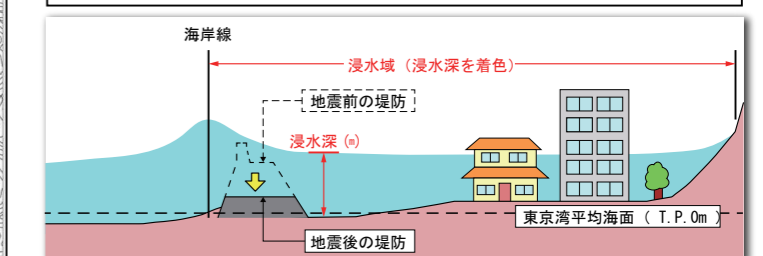 海岸線
浸水域（浸水深を着色）
地震前の堤防
浸水深(m)
東京湾平均海面（T.P.0m）
地震後の堤防